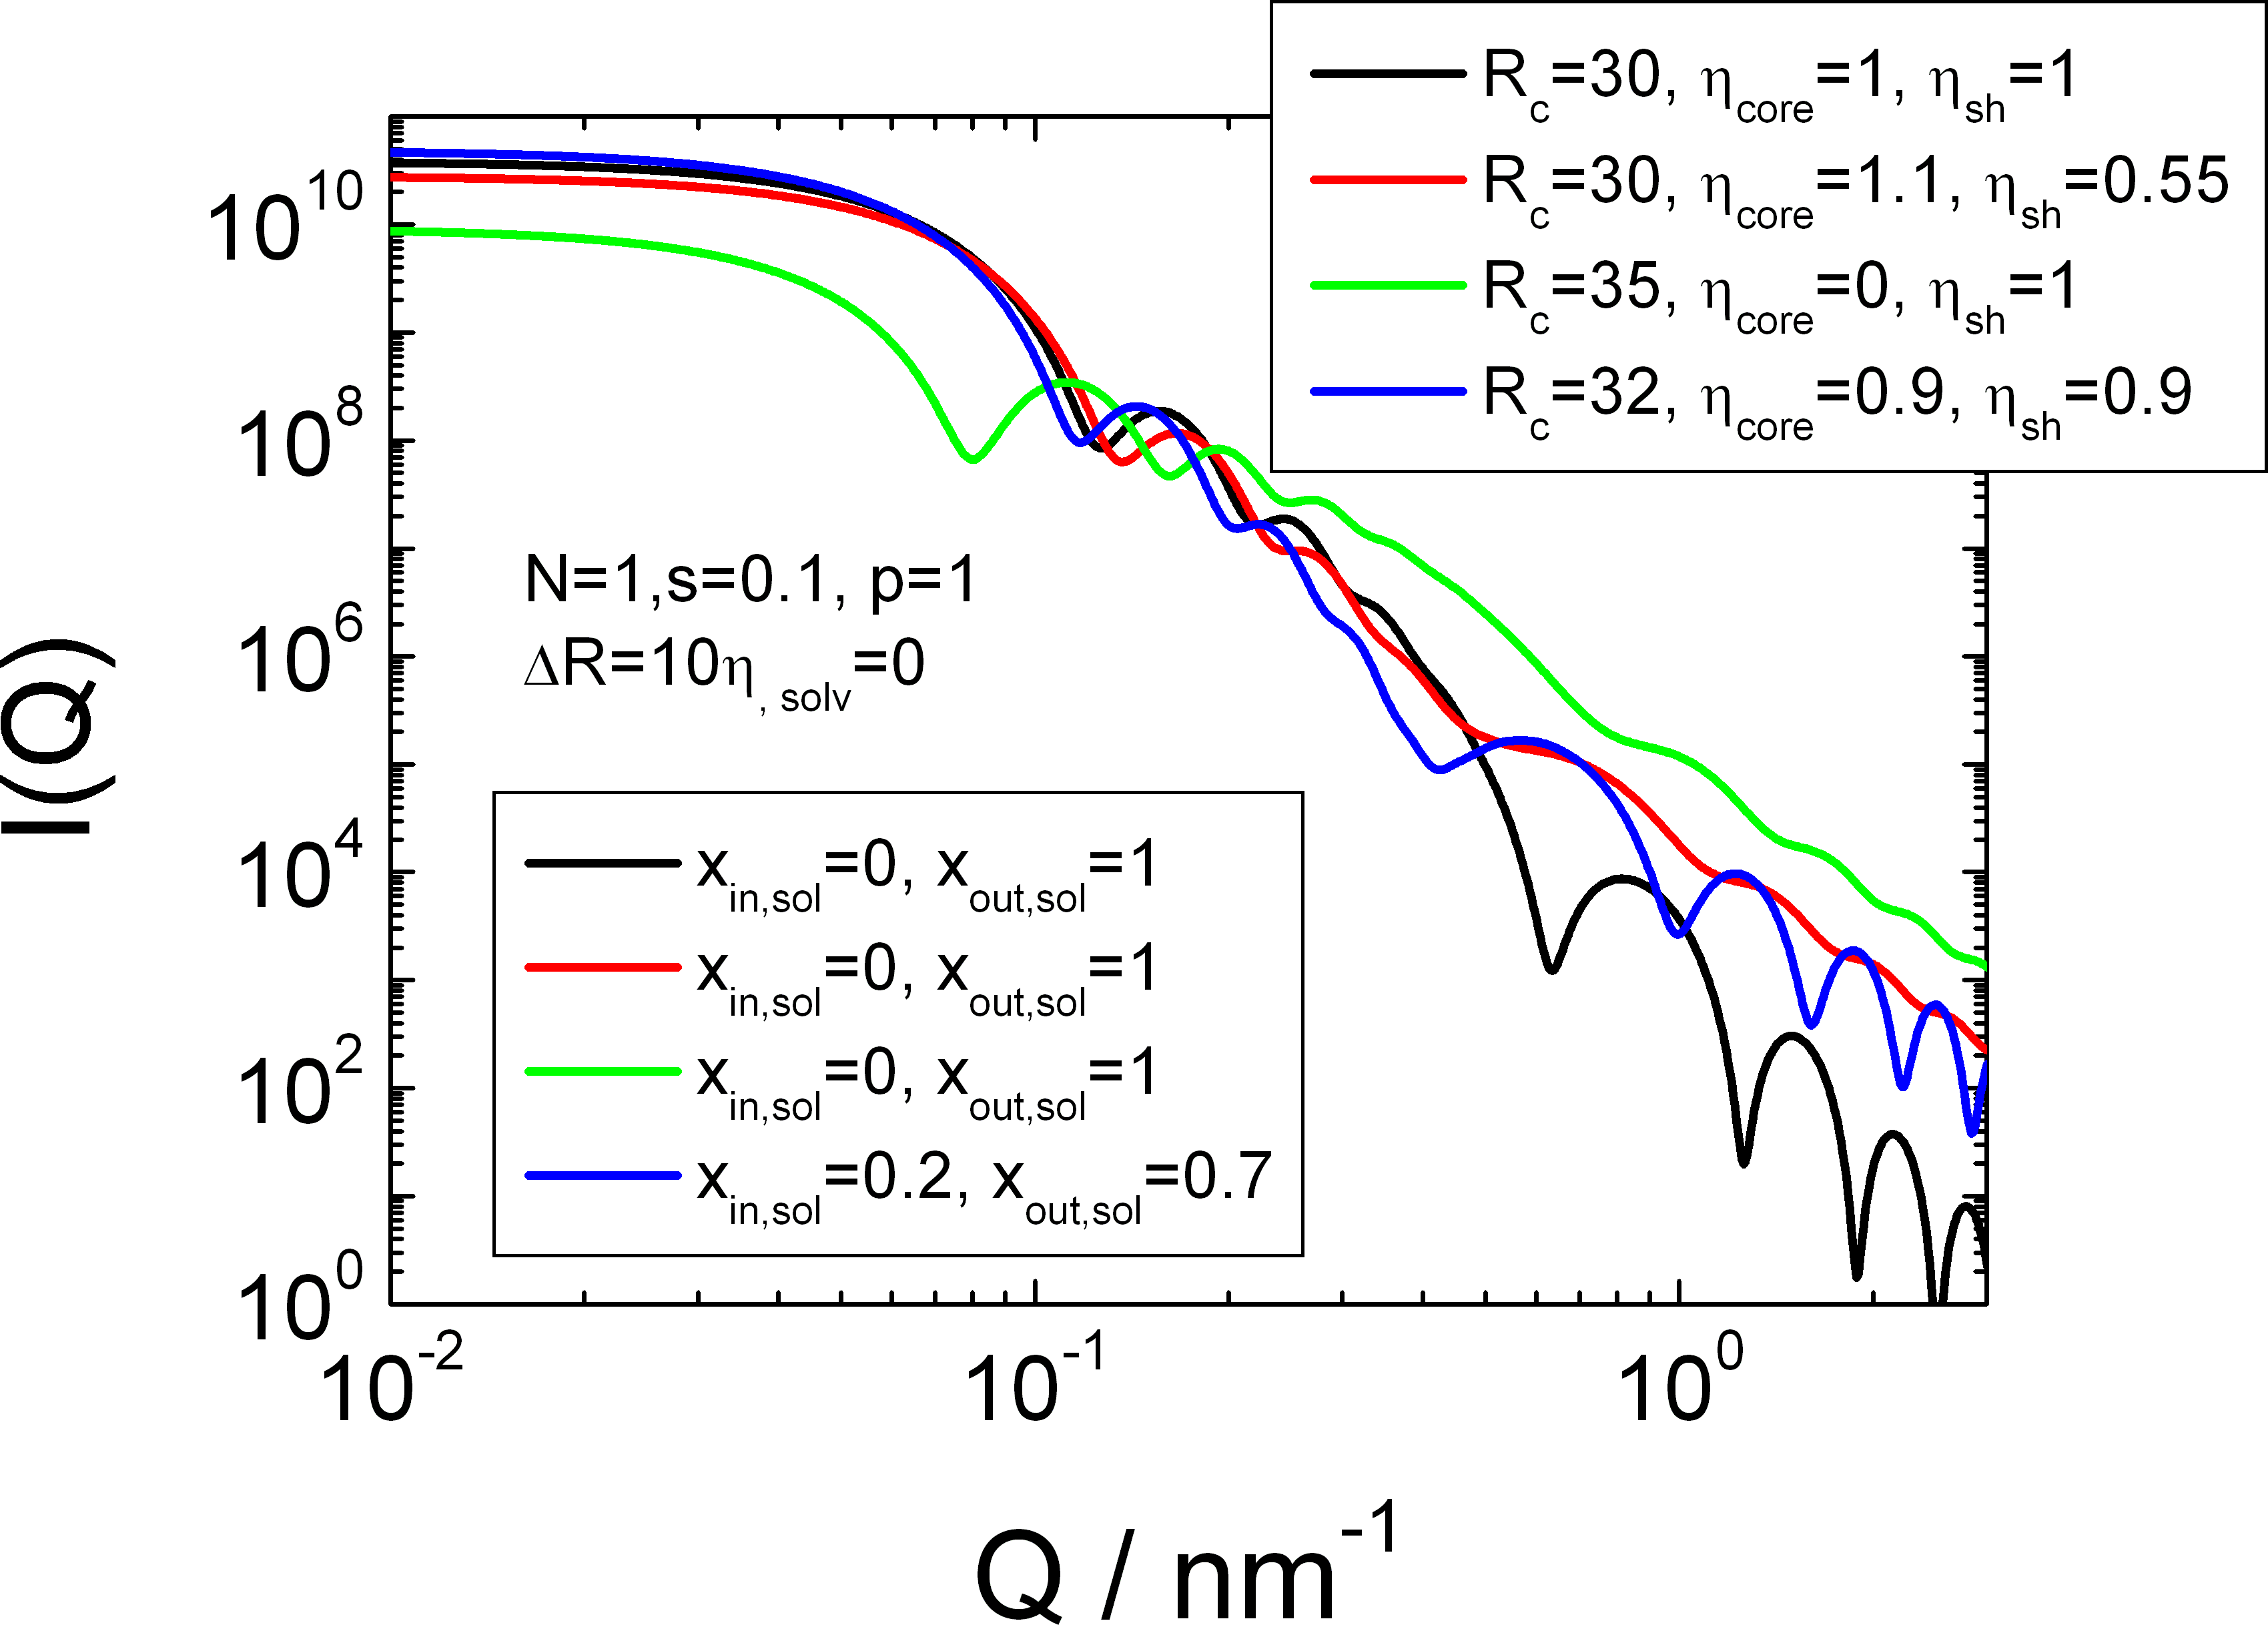 R_c=30, η_core=1, η_sh=1
R_c=30, η_core=1.1, η_sh=0.55
R_c=35, η_core=0, η_sh=1
R_c=32, η_core=0.9, η_sh=0.9
10^10
10^8
10^6
10^4
10^2
10^0
I(Q)
N=1,s=0.1, p=1
ΔR=10η_, solv=0
x_in,sol=0, x_out,sol=1
x_in,sol=0, x_out,sol=1
x_in,sol=0, x_out,sol=1
x_in,sol=0.2, x_out,sol=0.7
10^-2 10^-1 10^0
Q / nm^-1